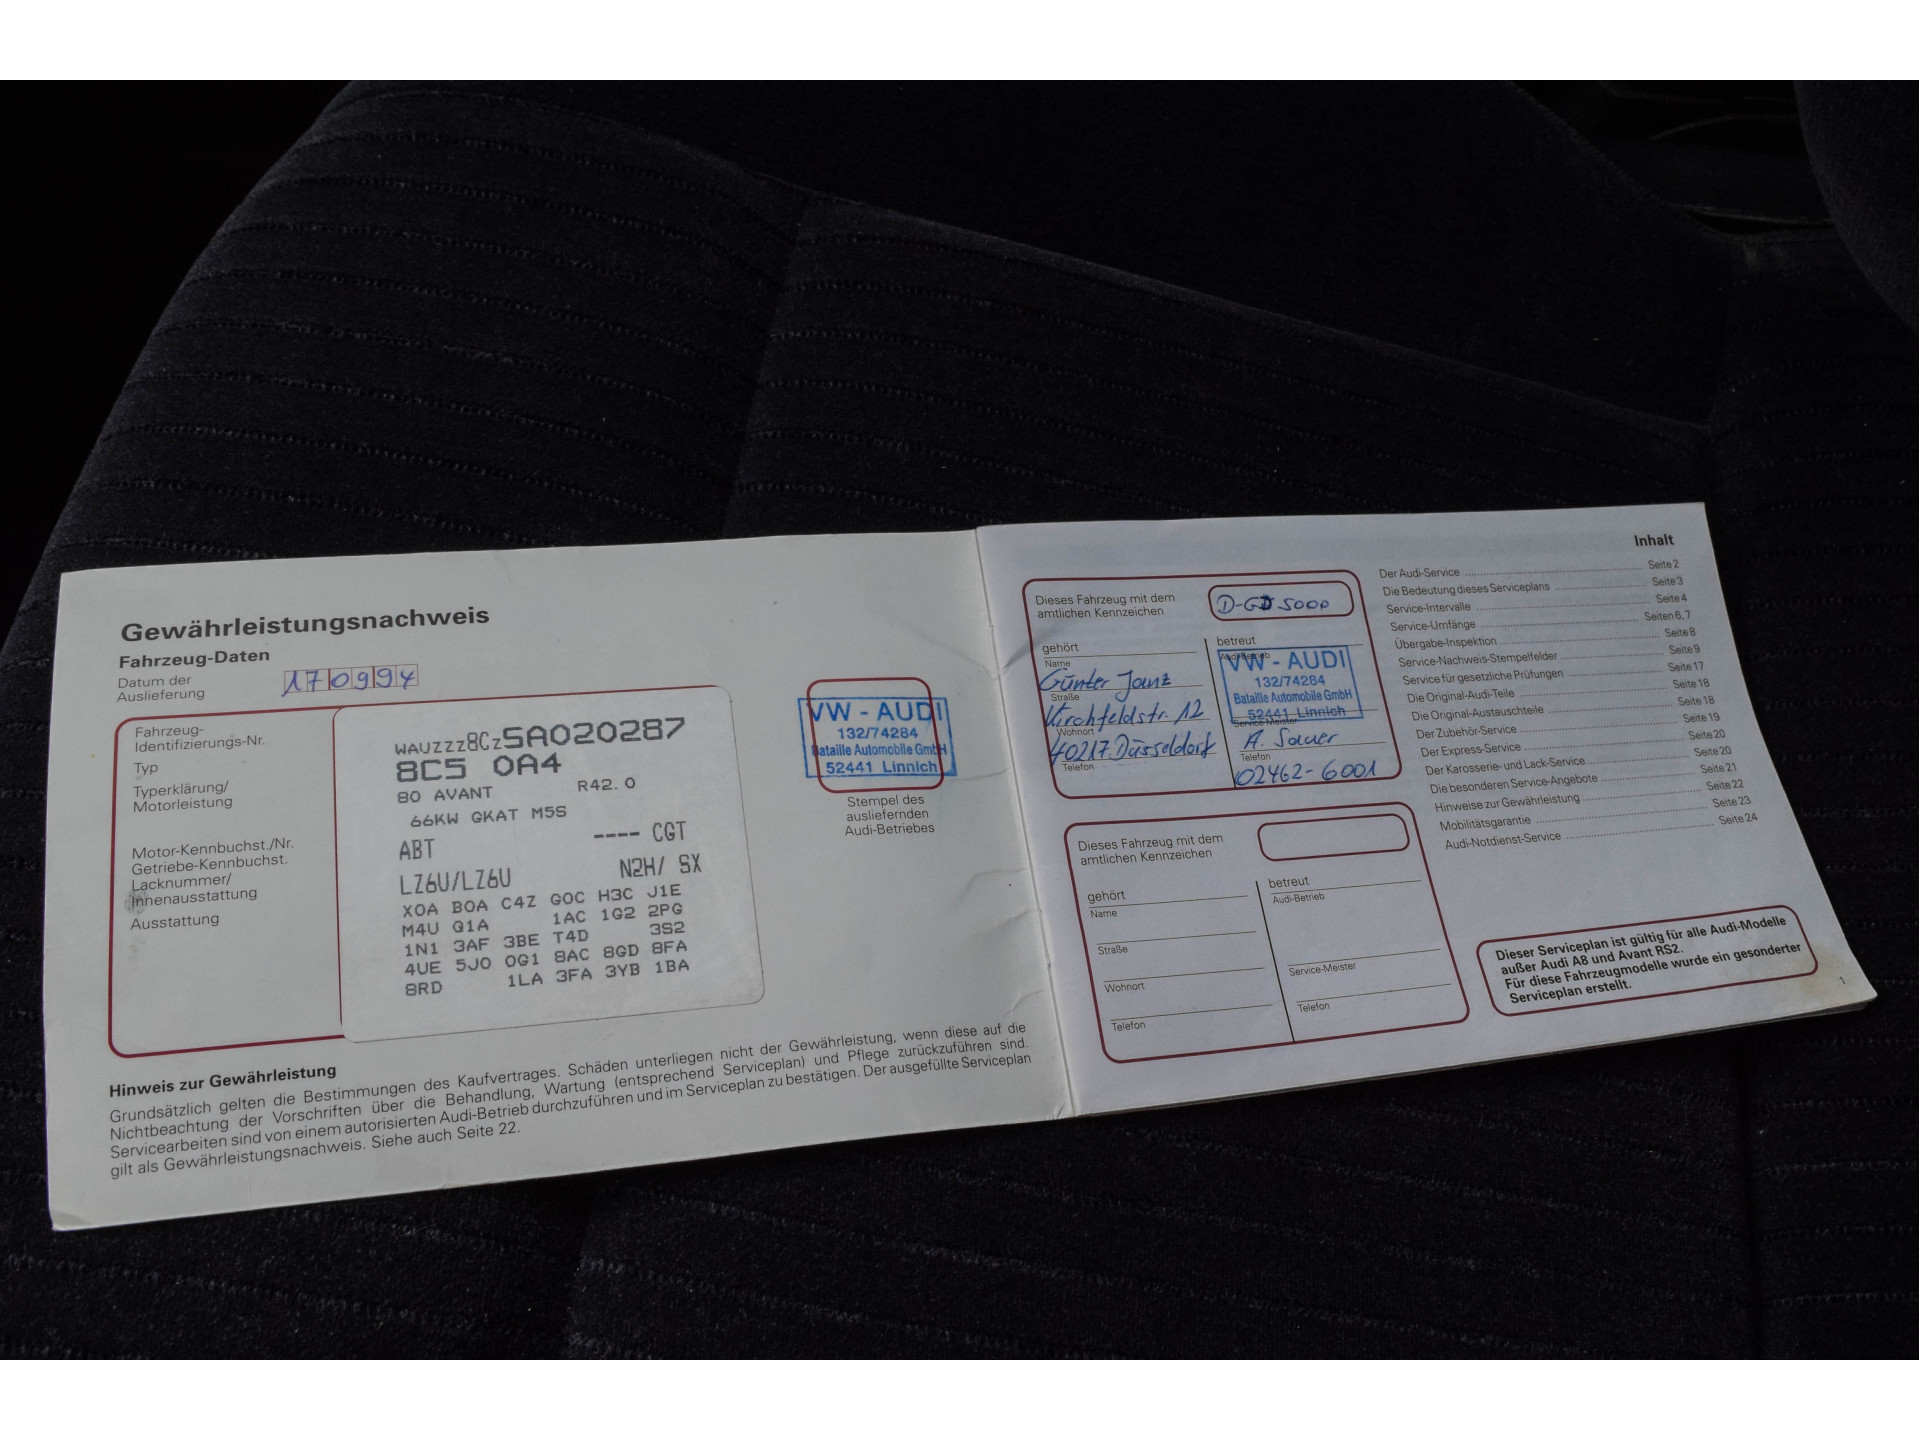 Gewährleistungsnachweis
Fahrzeug-Daten
Datum der
Auslieferung
170994
Fahrzeug-
Identifizierungs-Nr.
Typ
Typerklärung/
Motorleistung
Motor-Kennbuchst./Nr.
Getriebe-Kennbuchst.
Lacknummer/
Innenausstattung
Ausstattung
WAUZZZ8CZ5A020287
8C5 0A4
80 AVANT R42.0
66KW GKAT M5S
ABT ---- CGT
LZ6U/LZ6U N2H/ SX
X0A B0A C4Z G0C H3C J1E
M4U Q1A 1AC 1G2 2PG
1N1 3AF 3BE T4D 3S2
4UE 5J0 0G1 8AC 8GD 8FA
8RD 1LA 3FA 3YB 1BA
VW - AUDI
132/74284
Bataille Automobile GmbH
52441 Linnich
Stempel des
ausliefernden
Audi-Betriebes
Hinweis zur Gewährleistung
Grundsätzlich gelten die Bestimmungen des Kaufvertrages. Schäden unterliegen nicht der Gewährleistung, wenn diese auf die
Nichtbeachtung der Vorschriften über die Behandlung, Wartung (entsprechend Serviceplan) und Pflege zurückzuführen sind.
Servicearbeiten sind von einem autorisierten Audi-Betrieb durchzuführen und im Serviceplan zu bestätigen. Der ausgefüllte Serviceplan
gilt als Gewährleistungsnachweis. Siehe auch Seite 22.
Dieses Fahrzeug mit dem
amtlichen Kennzeichen
gehört
Name
Günter Janz
Straße
Kirchfeldstr. 12
Wohnort
40217 Düsseldorf
Telefon
betreut
Audi-Betrieb
VW - AUDI
132/74284
Bataille Automobile GmbH
52441 Linnich
Service-Meister
A. Sauer
Telefon
02462-6001
Dieses Fahrzeug mit dem
amtlichen Kennzeichen
gehört
Name
Straße
Wohnort
Telefon
betreut
Audi-Betrieb
Service-Meister
Telefon
Inhalt
Der Audi-Service Seite 2
Die Bedeutung dieses Serviceplans Seite 3
Service-Intervalle Seite 4
Service-Umfänge Seiten 6, 7
Übergabe-Inspektion Seite 8
Service-Nachweis-Stempelfelder Seite 9
Service für gesetzliche Prüfungen Seite 17
Die Original-Audi-Teile Seite 18
Die Original-Austauschteile Seite 18
Der Zubehör-Service Seite 19
Der Express-Service Seite 20
Der Karosserie- und Lack-Service Seite 20
Die besonderen Service-Angebote Seite 21
Hinweise zur Gewährleistung Seite 22
Mobilitätsgarantie Seite 23
Audi-Notdienst-Service Seite 24
Dieser Serviceplan ist gültig für alle Audi-Modelle
außer Audi A8 und Avant RS2.
Für diese Fahrzeugmodelle wurde ein gesonderter
Serviceplan erstellt.
1